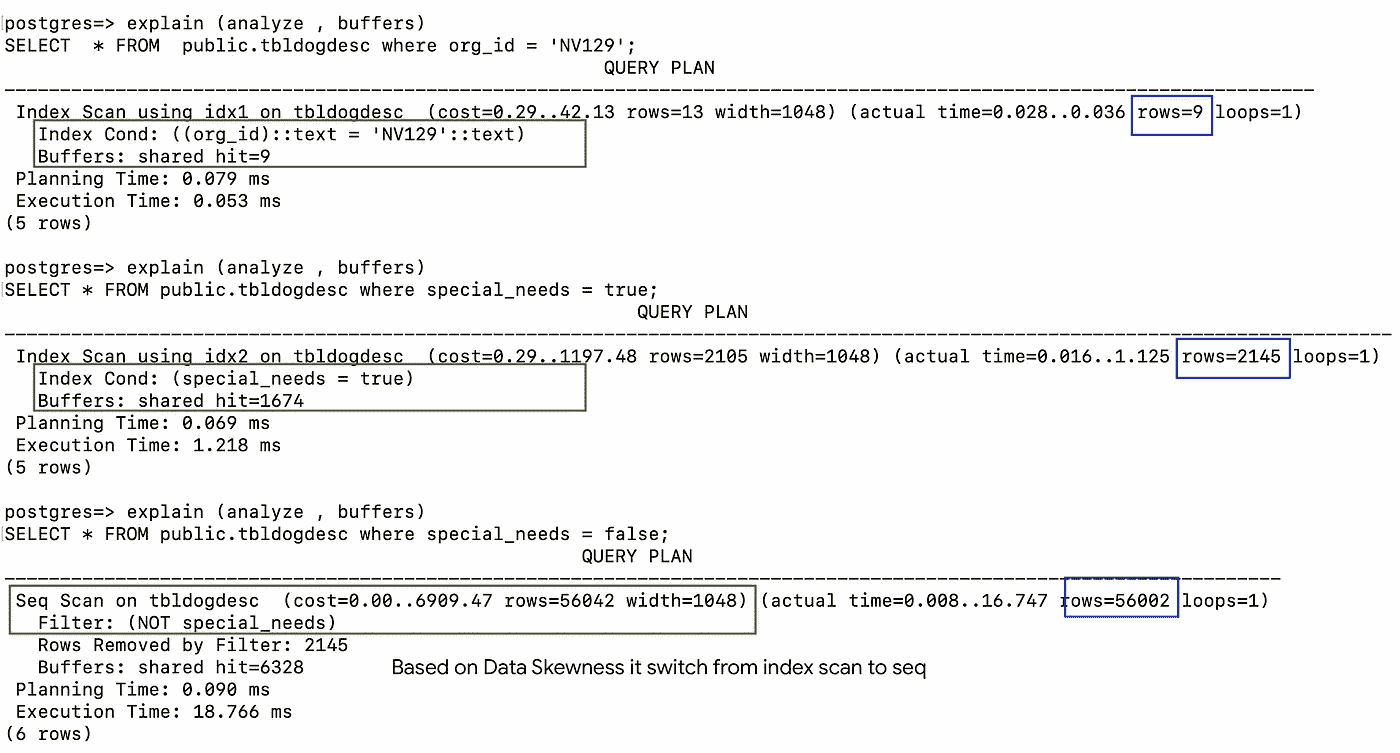 postgres=> explain (analyze , buffers)
SELECT  * FROM  public.tbldogdesc where org_id = 'NV129';
QUERY PLAN
Index Scan using idx1 on tbldogdesc  (cost=0.29..42.13 rows=13 width=1048) (actual time=0.028..0.036 rows=9 loops=1)
Index Cond: ((org_id)::text = 'NV129'::text)
Buffers: shared hit=9
Planning Time: 0.079 ms
Execution Time: 0.053 ms
(5 rows)
postgres=> explain (analyze , buffers)
SELECT * FROM public.tbldogdesc where special_needs = true;
QUERY PLAN
Index Scan using idx2 on tbldogdesc  (cost=0.29..1197.48 rows=2105 width=1048) (actual time=0.016..1.125 rows=2145 loops=1)
Index Cond: (special_needs = true)
Buffers: shared hit=1674
Planning Time: 0.069 ms
Execution Time: 1.218 ms
(5 rows)
postgres=> explain (analyze , buffers)
SELECT * FROM public.tbldogdesc where special_needs = false;
QUERY PLAN
Seq Scan on tbldogdesc  (cost=0.00..6909.47 rows=56042 width=1048) (actual time=0.008..16.747 rows=56002 loops=1)
Filter: (NOT special_needs)
Rows Removed by Filter: 2145
Buffers: shared hit=6328
Based on Data Skewness it switch from index scan to seq
Planning Time: 0.090 ms
Execution Time: 18.766 ms
(6 rows)